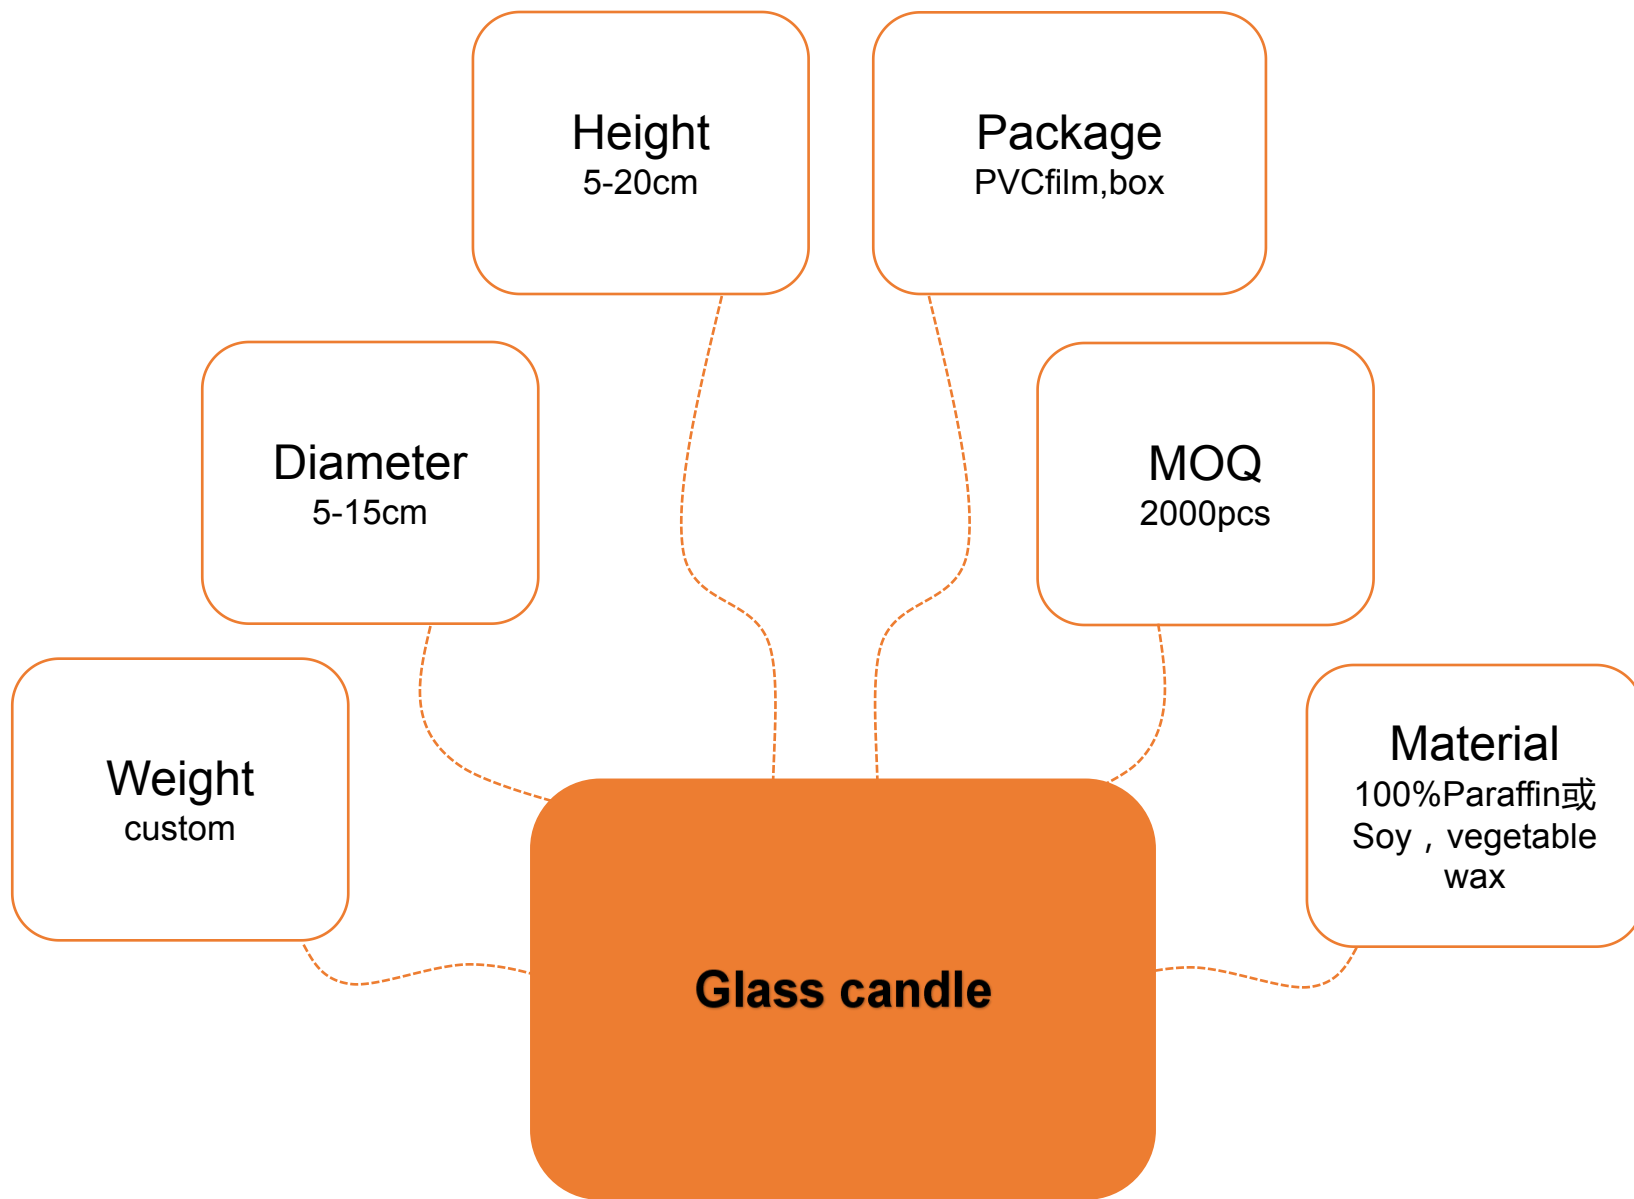 Height
5-20cm
Package
PVCfilm,box
Diameter
5-15cm
MOQ
2000pcs
Weight
custom
Material
100%Paraffin或
Soy，vegetable
wax
Glass candle